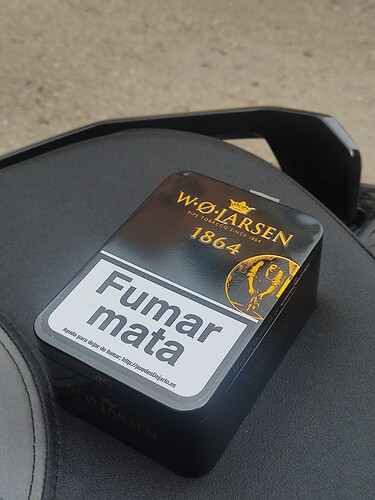 W·Ø·LARSEN
PIPE TOBACCO SINCE 1864
1864
Fumar
mata
Ayuda para dejar de fumar: http://puedesDejarlo.es
W·Ø·LARSEN